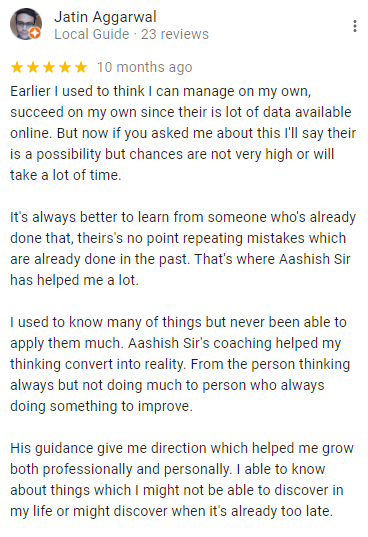 Jatin Aggarwal
Local Guide · 23 reviews
10 months ago
Earlier I used to think I can manage on my own,
succeed on my own since their is lot of data available
online. But now if you asked me about this I'll say their
is a possibility but chances are not very high or will
take a lot of time.
It's always better to learn from someone who's already
done that, theirs's no point repeating mistakes which
are already done in the past. That's where Aashish Sir
has helped me a lot.
I used to know many of things but never been able to
apply them much. Aashish Sir's coaching helped my
thinking convert into reality. From the person thinking
always but not doing much to person who always
doing something to improve.
His guidance give me direction which helped me grow
both professionally and personally. I able to know
about things which I might not be able to discover in
my life or might discover when it's already too late.